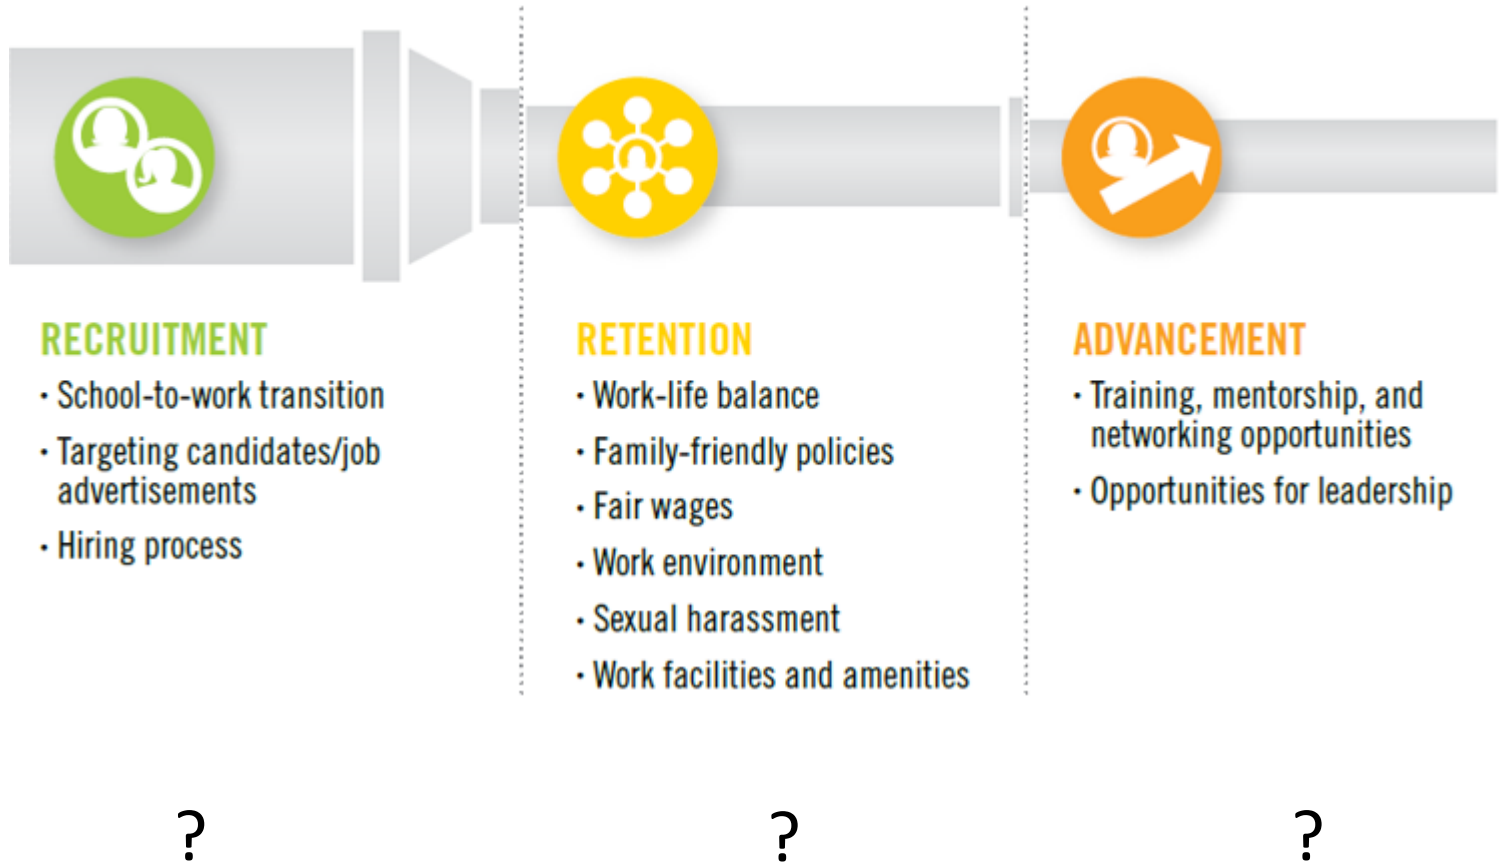 RECRUITMENT
· School-to-work transition
· Targeting candidates/job
advertisements
· Hiring process
RETENTION
· Work-life balance
· Family-friendly policies
· Fair wages
· Work environment
· Sexual harassment
· Work facilities and amenities
ADVANCEMENT
· Training, mentorship, and
networking opportunities
· Opportunities for leadership
?
?
?